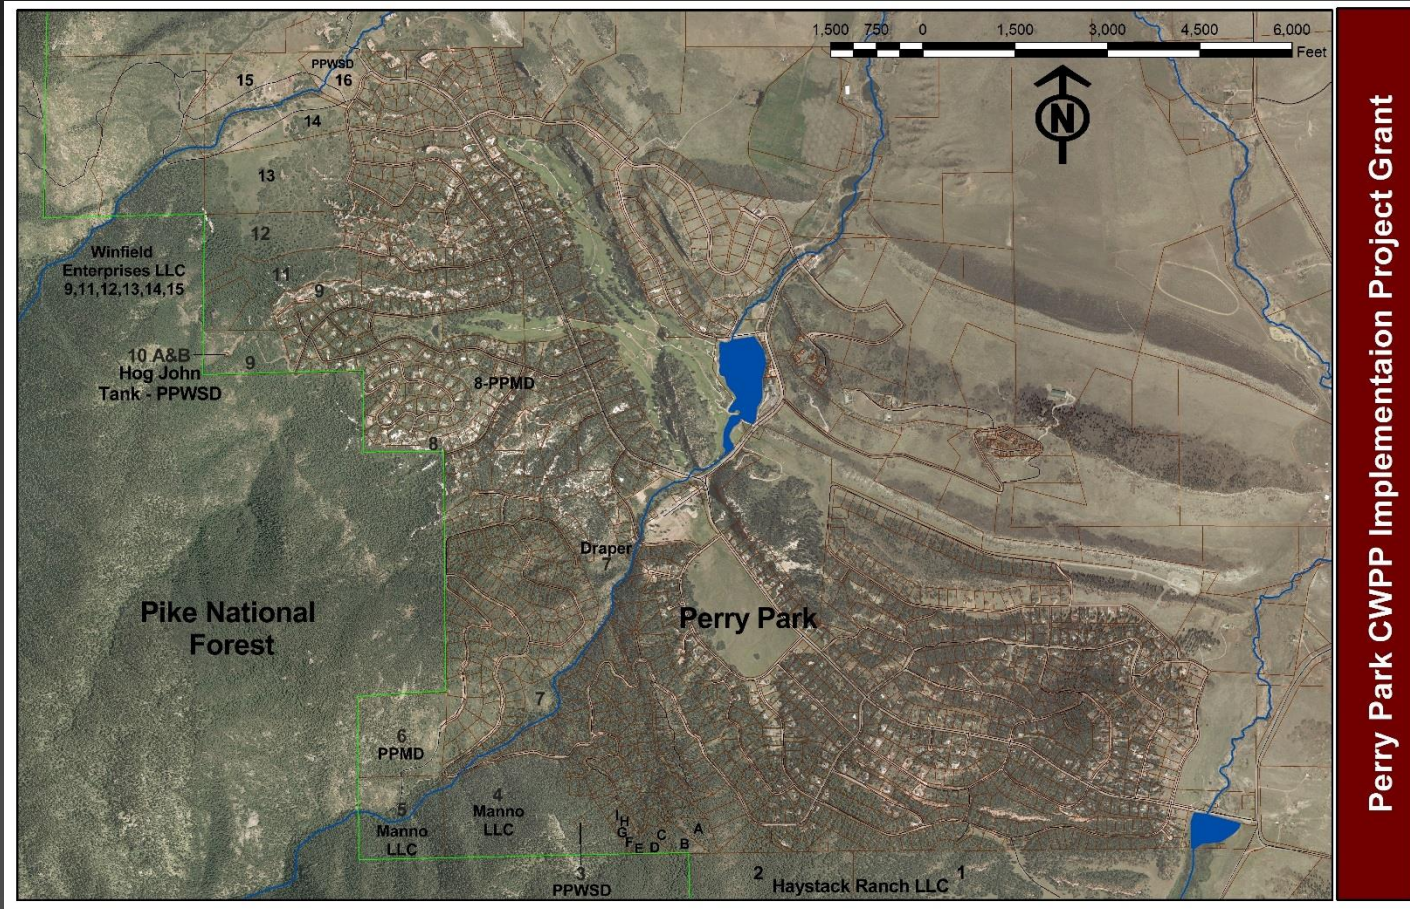 1,500 750 0 1,500 3,000 4,500 6,000
Feet
N
Perry Park CWPP Implementaion Project Grant
PPWSD
15
16
14
13
12
Winfield
Enterprises LLC
9,11,12,13,14,15
11
9
10 A&B
Hog John
Tank - PPWSD
9
8-PPMD
8
Draper
7
Pike National
Forest
Perry Park
7
6
PPMD
5
Manno
LLC
4
Manno
LLC
I
H
G
F
E
D
C
B
A
3
PPWSD
2
Haystack Ranch LLC
1